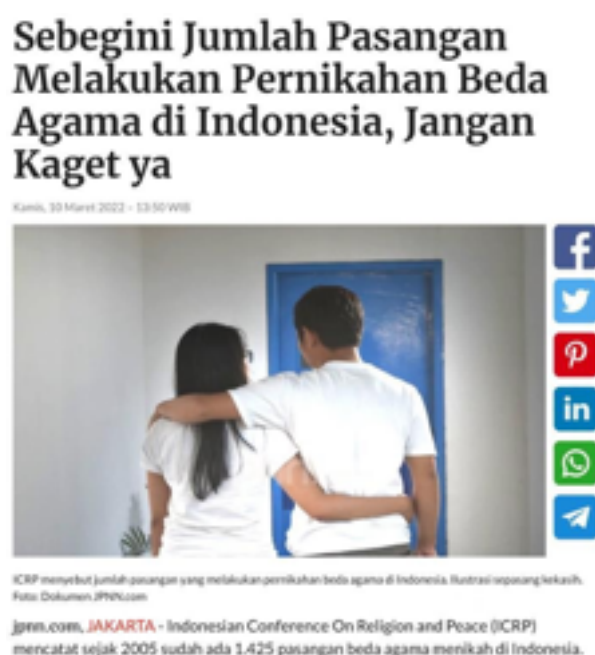 Sebegini Jumlah Pasangan
Melakukan Pernikahan Beda
Agama di Indonesia, Jangan
Kaget ya
Kamis, 10 Maret 2022 – 13:50 WIB
f
in
ICRP menyebut jumlah pasangan yang melakukan pernikahan beda agama di Indonesia. Ilustrasi sepasang kekasih.
Foto: Dokumen JPNN.com
jpnn.com, JAKARTA - Indonesian Conference On Religion and Peace (ICRP)
mencatat sejak 2005 sudah ada 1.425 pasangan beda agama menikah di Indonesia.